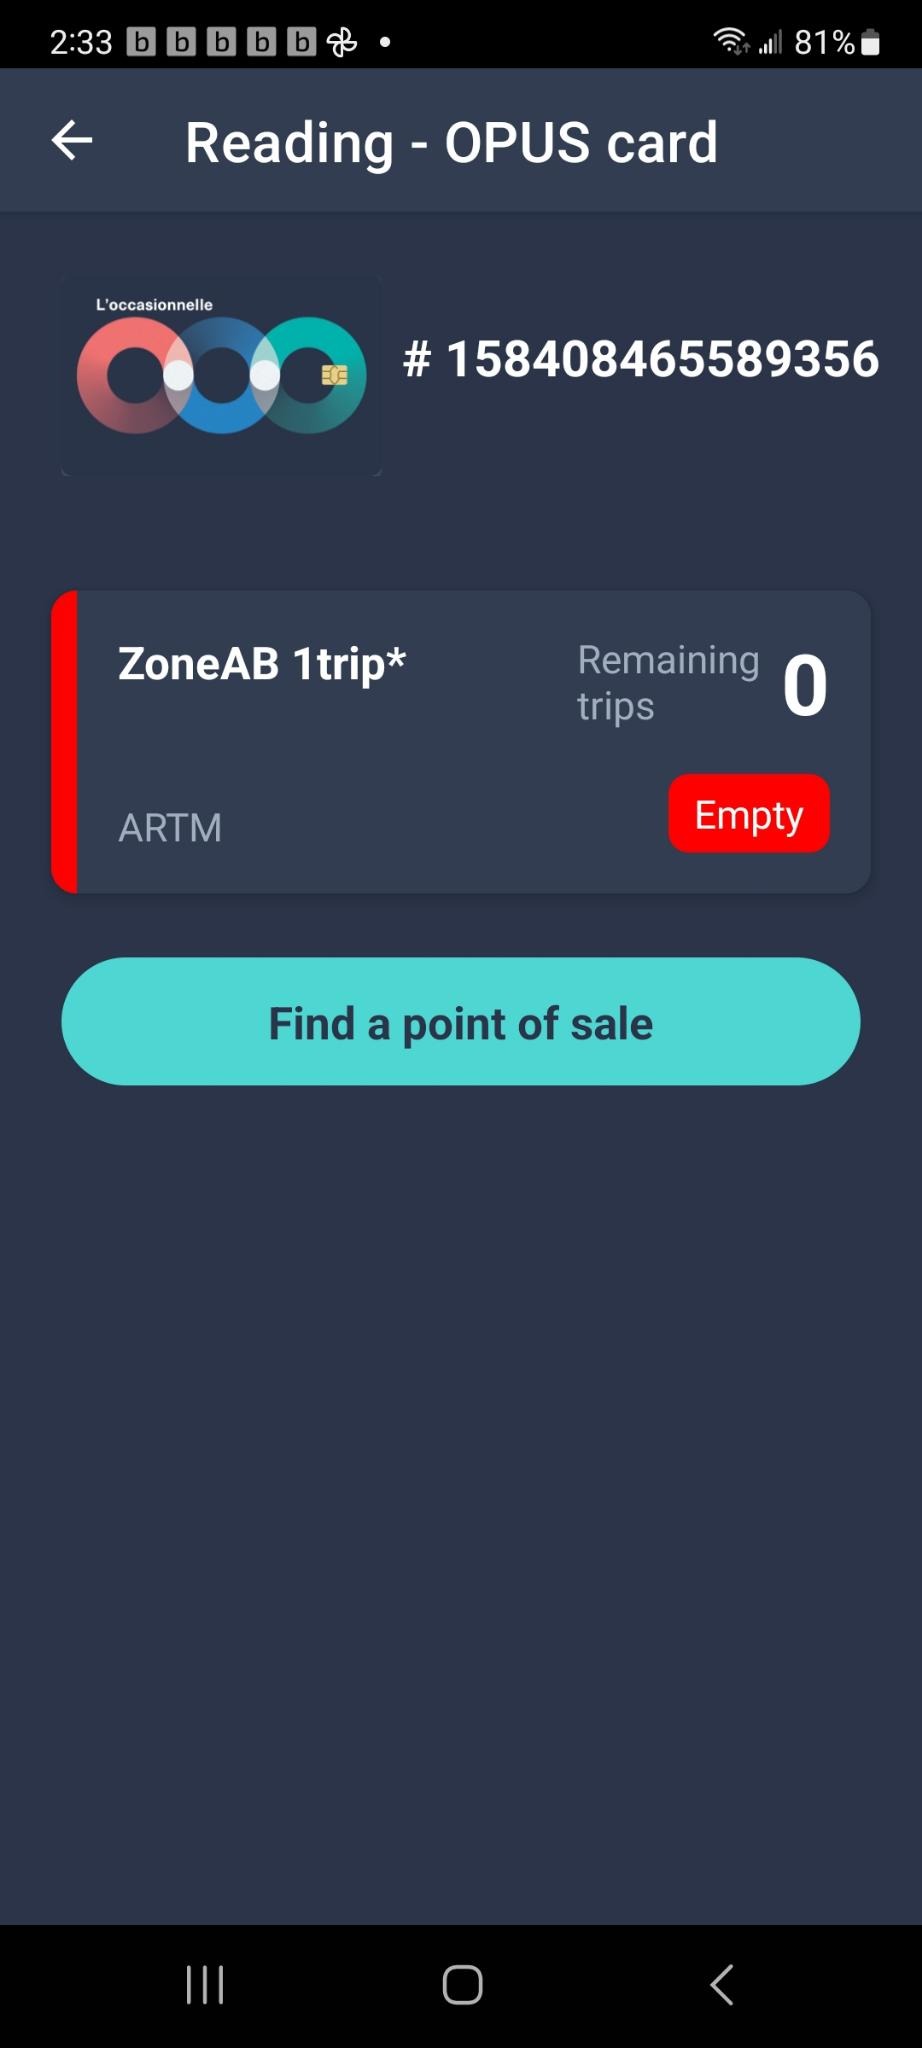 2:33 b b b b b 81%
Reading - OPUS card
L'occasionnelle
# 158408465589356
ZoneAB 1trip*
Remaining
trips
0
ARTM
Empty
Find a point of sale